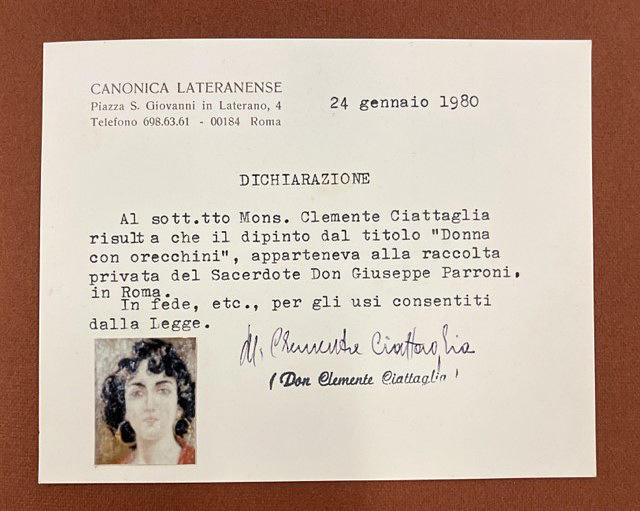 CANONICA LATERANENSE
Piazza S. Giovanni in Laterano, 4
Telefono 698.63.61 - 00184 Roma
24 gennaio 1980
DICHIARAZIONE
Al sott.tto Mons. Clemente Ciattaglia
risulta che il dipinto dal titolo "Donna
con orecchini", apparteneva alla raccolta
privata del Sacerdote Don Giuseppe Parroni,
in Roma.
In fede, etc., per gli usi consentiti
dalla Legge.
M. Clemente Ciattaglia
(Don Clemente Ciattaglia)